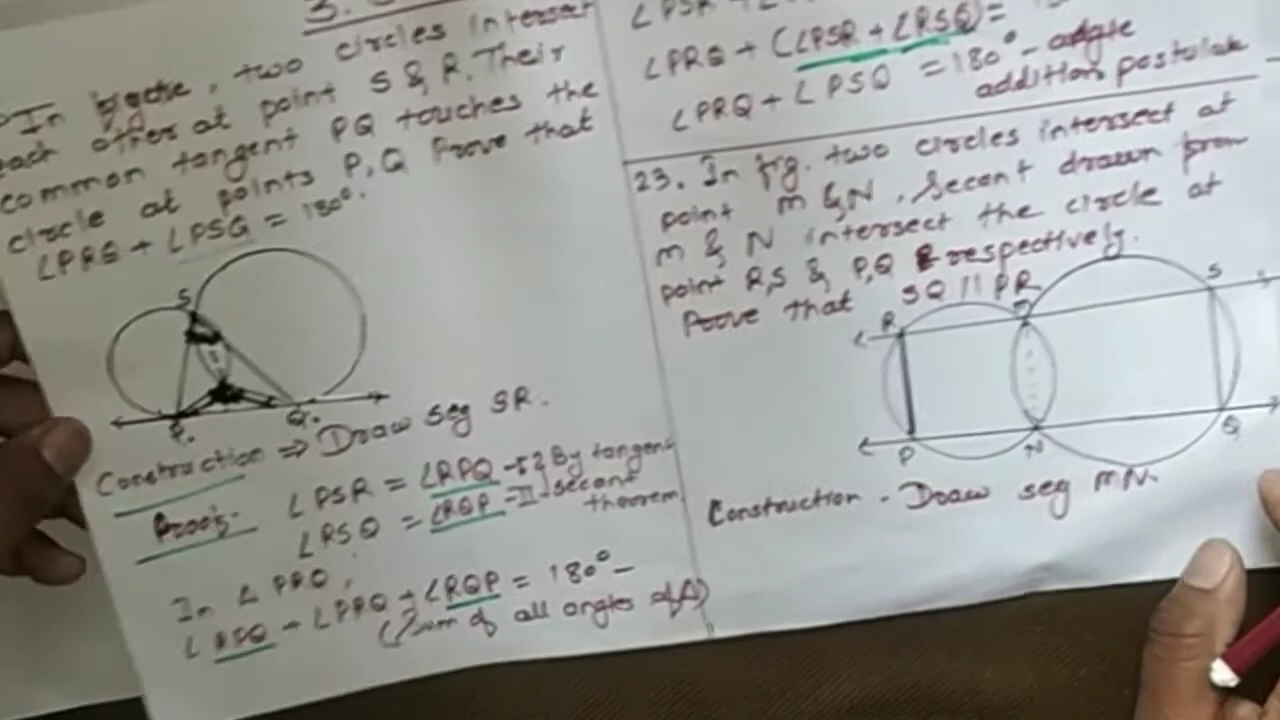 3.
In figure, two circles intersect
each other at point S & R. Their
common tangent PQ touches the
circle at points P, Q Prove that
∠PRQ + ∠PSQ = 180°.
S
P. Q.
Construction ⇒ Draw seg SR.
Proof:- ∠PSR = ∠RPQ - I } By tangent
∠RSQ = ∠RQP - II } secant
theorem
In ∠ PRQ,
∠RPQ + ∠PRQ + ∠RQP = 180° -
(Sum of all angles of Δ)
∠PSR +
∠PRQ + (∠PSR + ∠RSQ) =
∠PRQ + ∠PSQ = 180° - angle
addition postulate
23. In fig. two circles intersect at
point M & N, Secant drawn from
M & N intersect the circle at
point R,S & P,Q respectively.
Prove that SQ || PR
R S
P N Q
Construction - Draw seg MN.